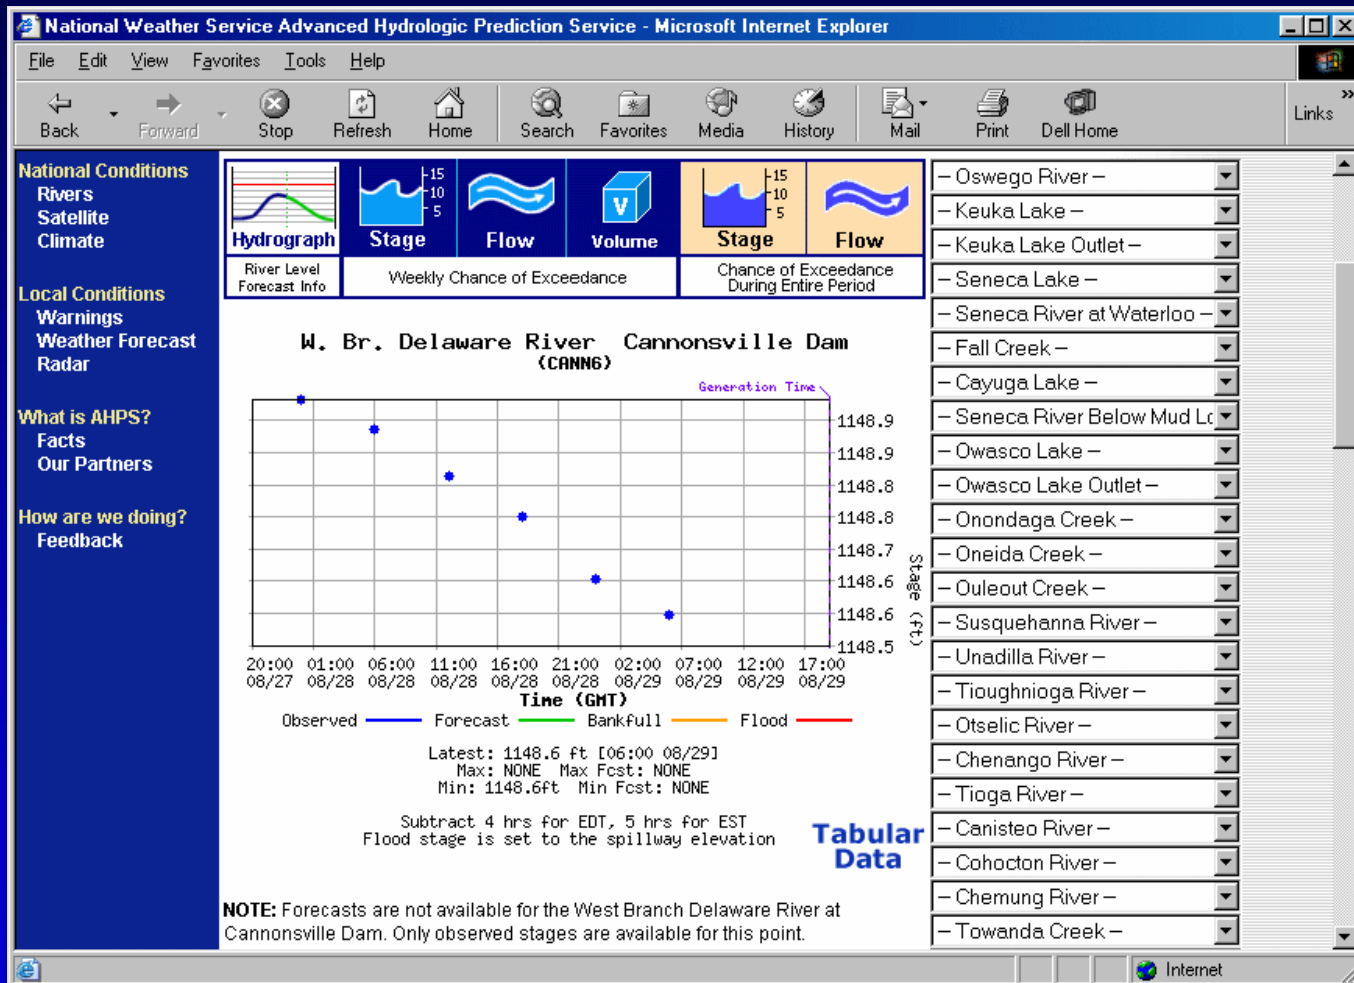 National Weather Service Advanced Hydrologic Prediction Service - Microsoft Internet Explorer
File Edit View Favorites Tools Help
Back Forward Stop Refresh Home Search Favorites Media History Mail Print Dell Home Links »
National Conditions
Rivers
Satellite
Climate
Local Conditions
Warnings
Weather Forecast
Radar
What is AHPS?
Facts
Our Partners
How are we doing?
Feedback
15
10
5
15
10
5
V
Hydrograph Stage Flow Volume Stage Flow
River Level
Forecast Info
Weekly Chance of Exceedance
Chance of Exceedance
During Entire Period
W. Br. Delaware River Cannonsville Dam
(CANN6)
Generation Time
1148.9
1148.9
1148.8
1148.8
1148.7
1148.6
1148.6
1148.5
Stage (ft)
20:00 01:00 06:00 11:00 16:00 21:00 02:00 07:00 12:00 17:00
08/27 08/28 08/28 08/28 08/28 08/28 08/29 08/29 08/29 08/29
Time (GMT)
Observed Forecast Bankfull Flood
Latest: 1148.6 ft [06:00 08/29]
Max: NONE Max Fcst: NONE
Min: 1148.6ft Min Fcst: NONE
Subtract 4 hrs for EDT, 5 hrs for EST
Flood stage is set to the spillway elevation
Tabular
Data
NOTE: Forecasts are not available for the West Branch Delaware River at
Cannonsville Dam. Only observed stages are available for this point.
– Oswego River –
– Keuka Lake –
– Keuka Lake Outlet –
– Seneca Lake –
– Seneca River at Waterloo –
– Fall Creek –
– Cayuga Lake –
– Seneca River Below Mud Lo
– Owasco Lake –
– Owasco Lake Outlet –
– Onondaga Creek –
– Oneida Creek –
– Ouleout Creek –
– Susquehanna River –
– Unadilla River –
– Tioughnioga River –
– Otselic River –
– Chenango River –
– Tioga River –
– Canisteo River –
– Cohocton River –
– Chemung River –
– Towanda Creek –
Internet